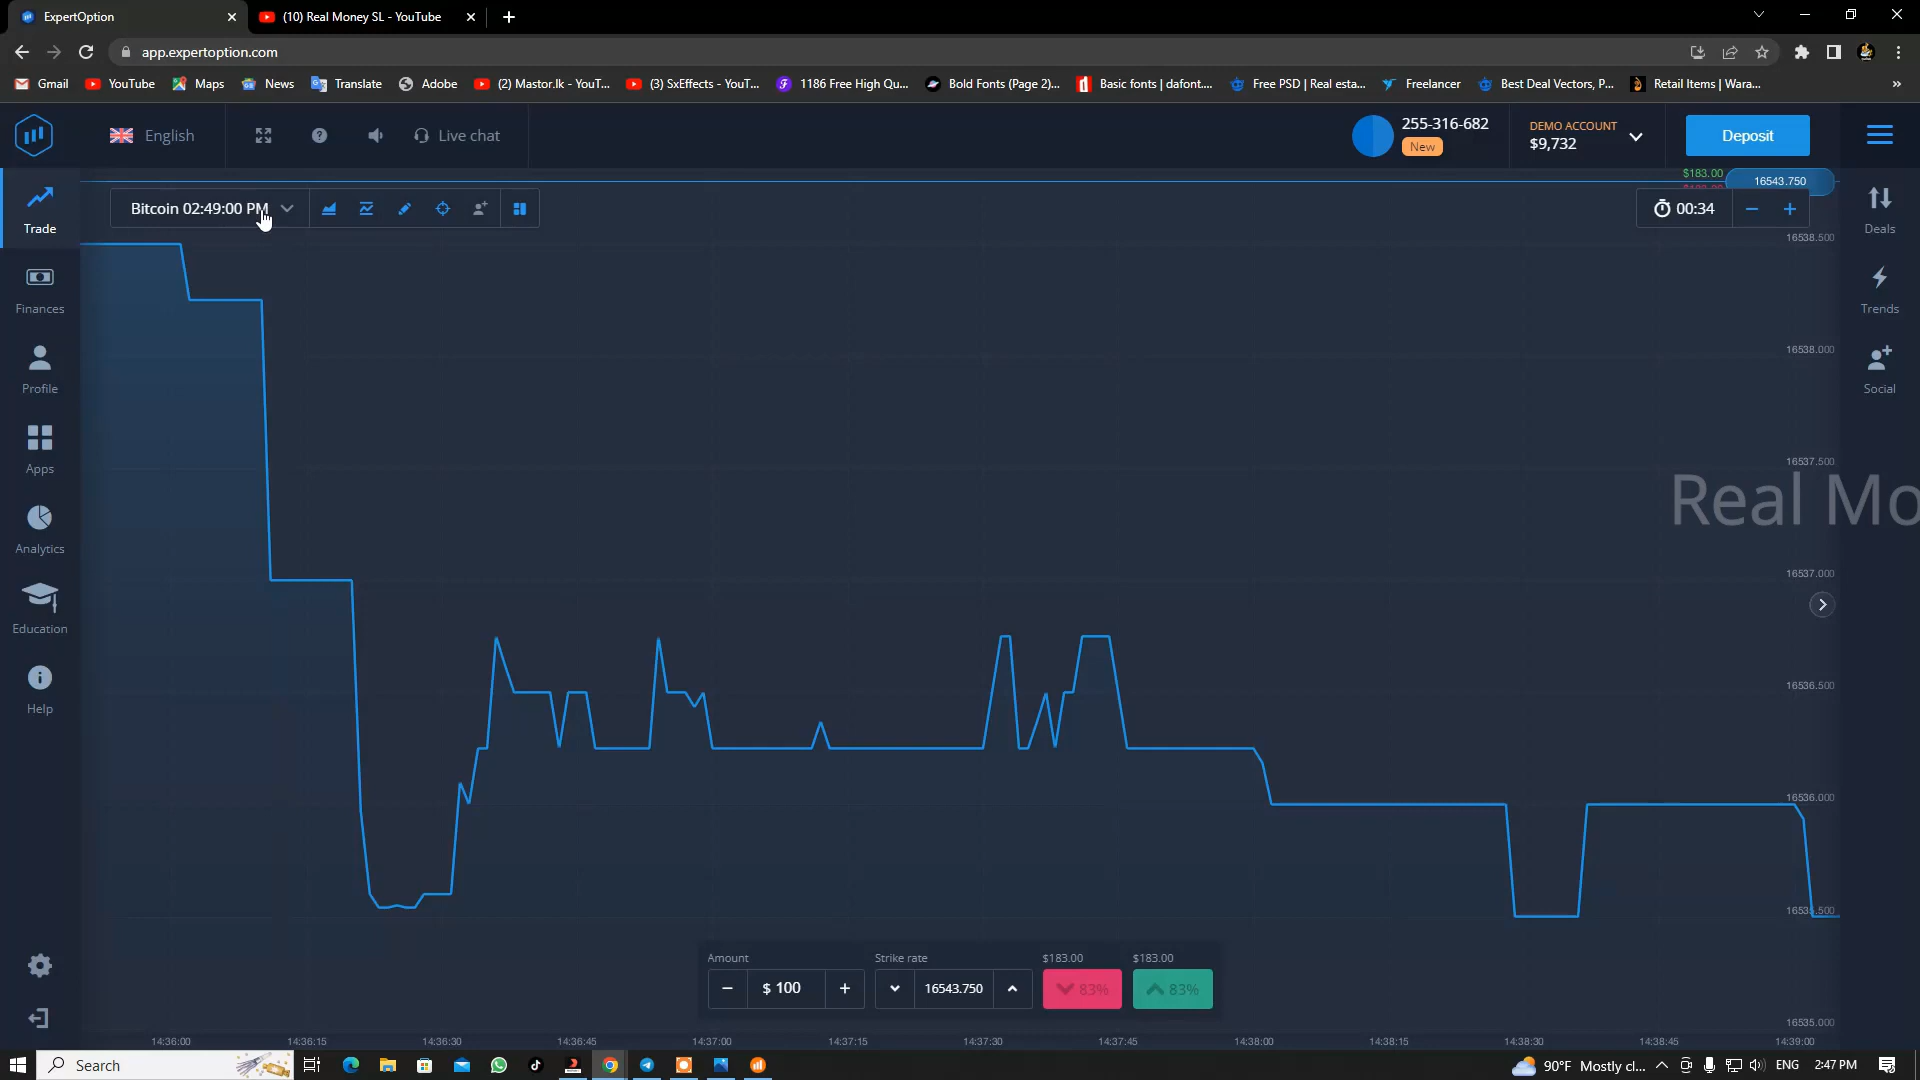 ExpertOption
(10) Real Money SL - YouTube
app.expertoption.com
Gmail
YouTube
Maps
News
Translate
Adobe
(2) Mastor.lk - YouT...
(3) SxEffects - YouT...
1186 Free High Qu...
Bold Fonts (Page 2)...
Basic fonts | dafont....
Free PSD | Real esta...
Freelancer
Best Deal Vectors, P...
Retail Items | Wara...
»
English
Live chat
255-316-682
New
DEMO ACCOUNT
$9,732
Deposit
$183.00
16543.750
Bitcoin 02:49:00 PM
00:34
Trade
Finances
Profile
Apps
Analytics
Education
Help
Deals
Trends
Social
16538.500
16538.000
16537.500
Real Mo
16537.000
16536.500
16536.000
16535.500
16535.000
Amount
Strike rate
$183.00
$183.00
$ 100
16543.750
83%
83%
14:36:00
14:36:15
14:36:30
14:36:45
14:37:00
14:37:15
14:37:30
14:37:45
14:38:00
14:38:15
14:38:30
14:38:45
14:39:00
Search
90°F Mostly cl...
ENG
2:47 PM